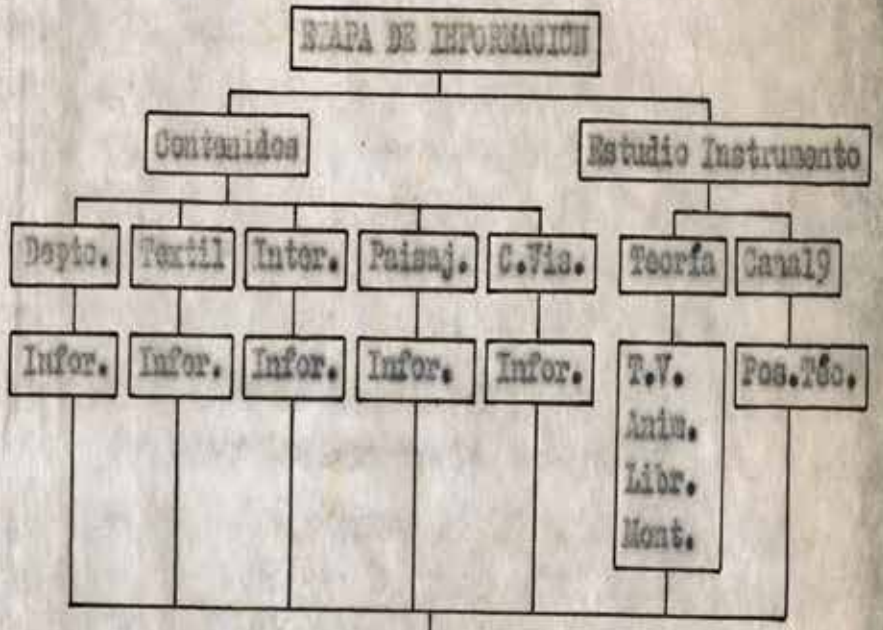 ETAPA DE INFORMACIÓN
Contenidos
Estudio Instrumento
Depto.
Textil
Inter.
Paisaj.
C.Vis.
Teoría
Canal9
Infor.
Infor.
Infor.
Infor.
Infor.
T.V.
Anim.
Libr.
Mont.
Pos.Téc.